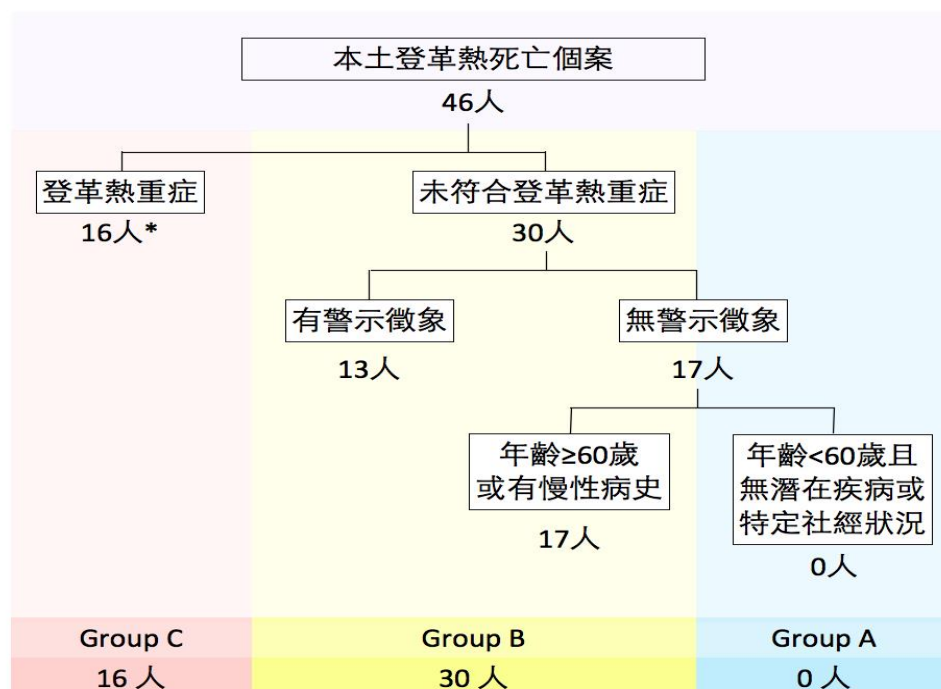 本土登革熱死亡個案
46人
登革熱重症
未符合登革熱重症
16人*
30人
有警示徵象
無警示徵象
13人
17人
年齡≥60歲
或有慢性病史
17人
年齡<60歲且
無潛在疾病或
特定社經狀況
0人
Group C
Group B
Group A
16 人
30 人
0 人